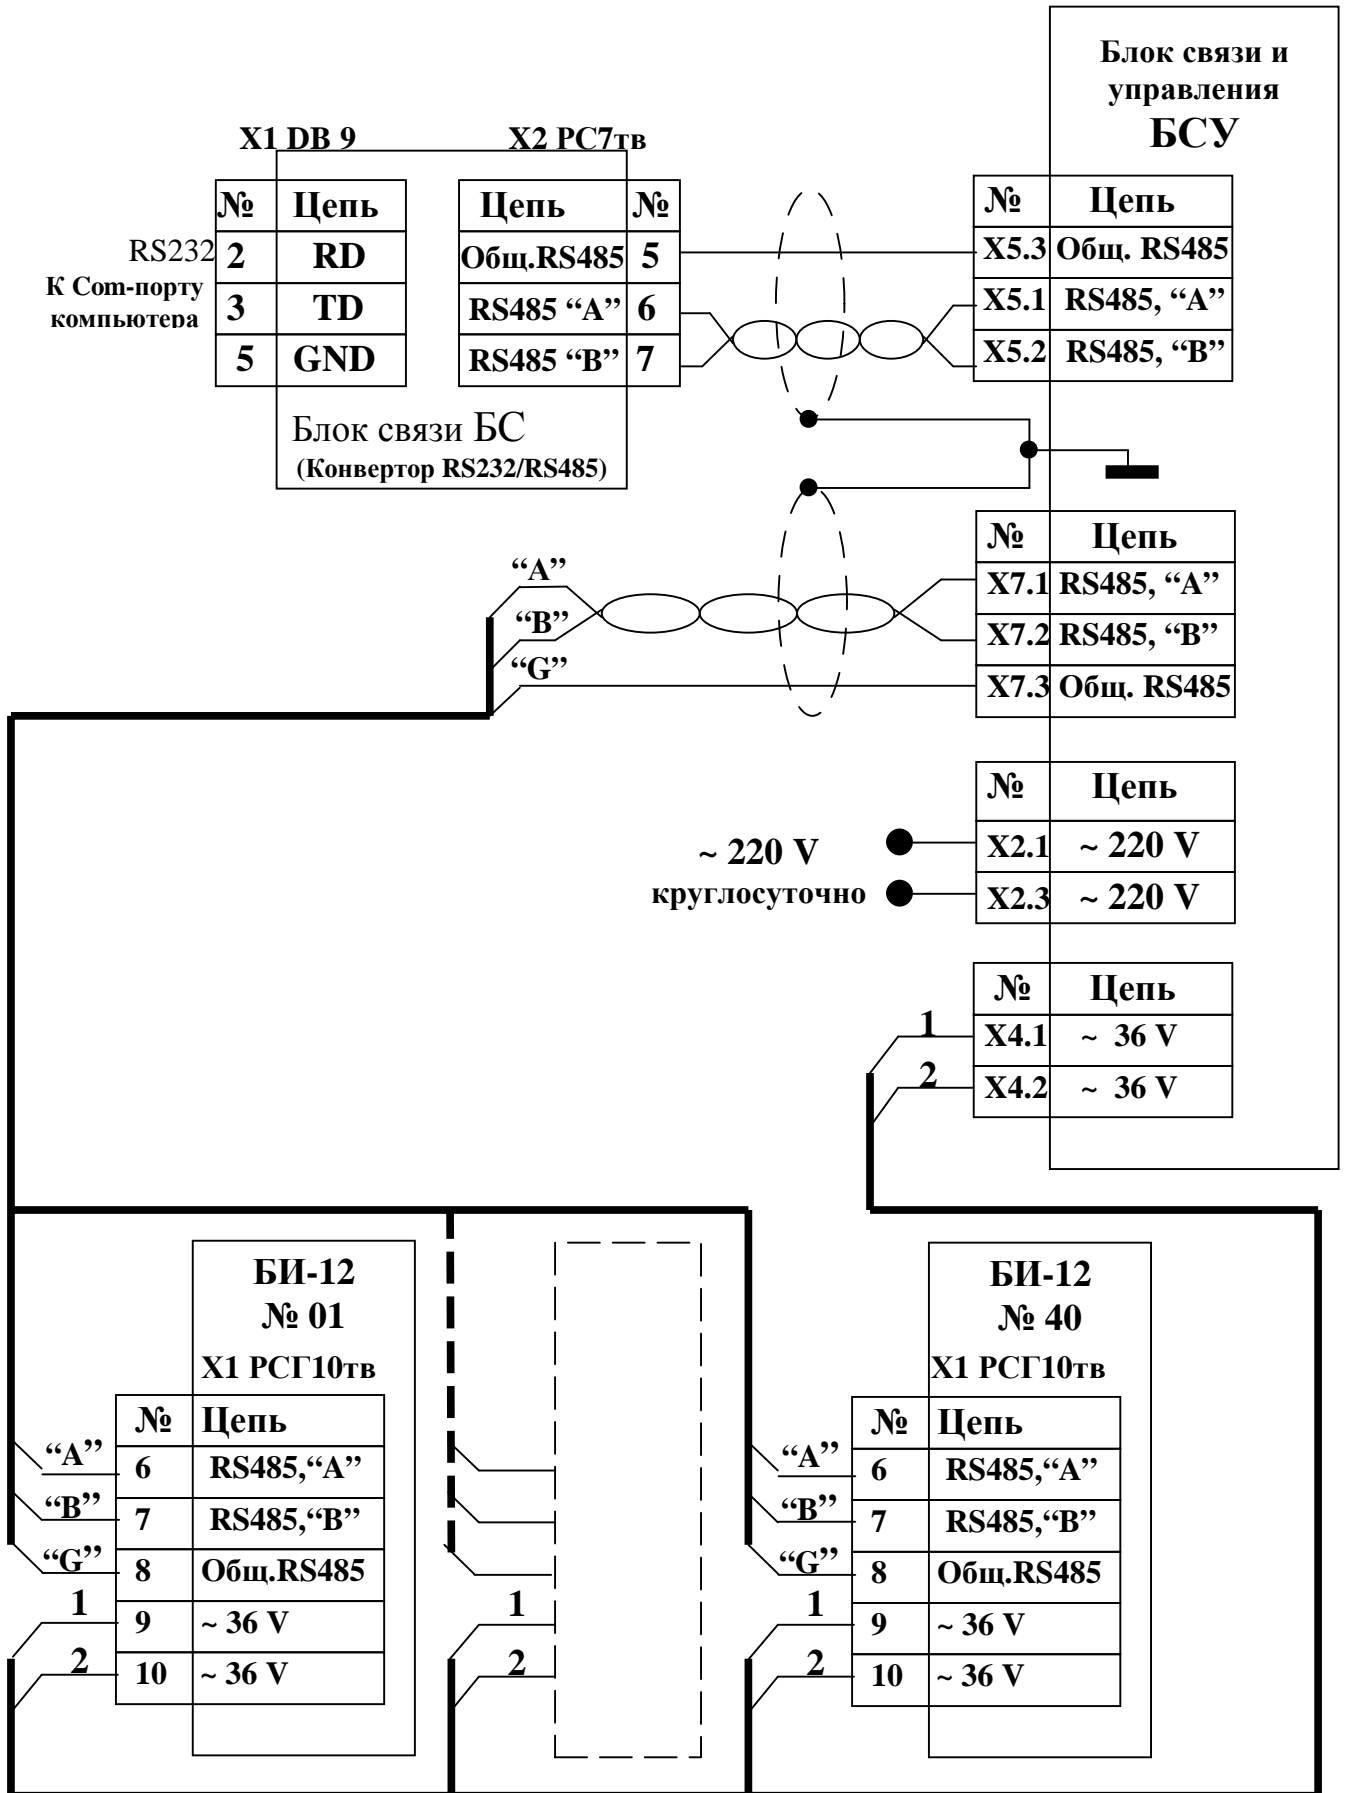 Блок связи и
управления
БСУ
X1 DB 9
X2 РС7тв
№ Цепь
Цепь №
№ Цепь
RS232
2 RD
Общ.RS485 5
X5.3 Общ. RS485
К Com-порту
компьютера
3 TD
RS485 “A” 6
X5.1 RS485, “A”
5 GND
RS485 “B” 7
X5.2 RS485, “B”
Блок связи БС
(Конвертор RS232/RS485)
№ Цепь
“A”
X7.1 RS485, “A”
“B”
X7.2 RS485, “B”
“G”
X7.3 Общ. RS485
№ Цепь
~ 220 V
круглосуточно
X2.1 ~ 220 V
X2.3 ~ 220 V
№ Цепь
1
X4.1 ~ 36 V
2
X4.2 ~ 36 V
БИ-12
№ 01
X1 РСГ10тв
№ Цепь
“A”
6 RS485,“A”
“B”
7 RS485,“B”
“G”
8 Общ.RS485
1
9 ~ 36 V
2
10 ~ 36 V
1
2
БИ-12
№ 40
X1 РСГ10тв
№ Цепь
“A”
6 RS485,“A”
“B”
7 RS485,“B”
“G”
8 Общ.RS485
1
9 ~ 36 V
2
10 ~ 36 V